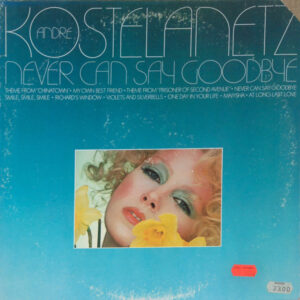 ANDRE
KOSTELANETZ
NEVER CAN SAY GOODBYE
THEME FROM "CHINATOWN" • MY OWN BEST FRIEND • THEME FROM "PRISONER OF SECOND AVENUE" • NEVER CAN SAY GOODBYE
SMILE, SMILE, SMILE • RICHARD'S WINDOW • VIOLETS AND SILVERBELLS • ONE DAY IN YOUR LIFE • MAYSHA • AT LONG LAST LOVE